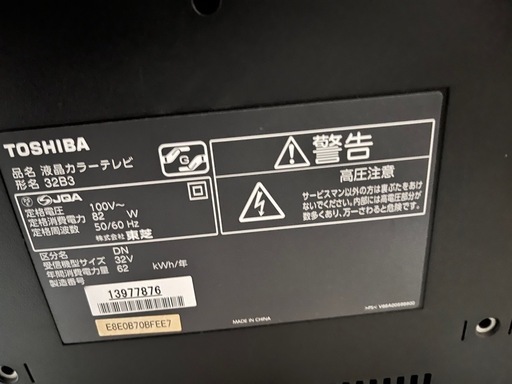 TOSHIBA
品名 液晶カラーテレビ
形名 32B3
JQA
定格電圧 100V~
定格消費電力 82 W
定格周波数 50/60 Hz
株式会社 東芝
区分名 DN
受信機型サイズ 32V
年間消費電力量 62 kWh/年
製造番号
13977876
E8E0B70BFEE7
警告
高圧注意
サービスマン以外の方は裏ぶたをあけ
ないでください。内部には高電圧部分が
数多くあり、万一さわると危険です。
MADE IN CHINA